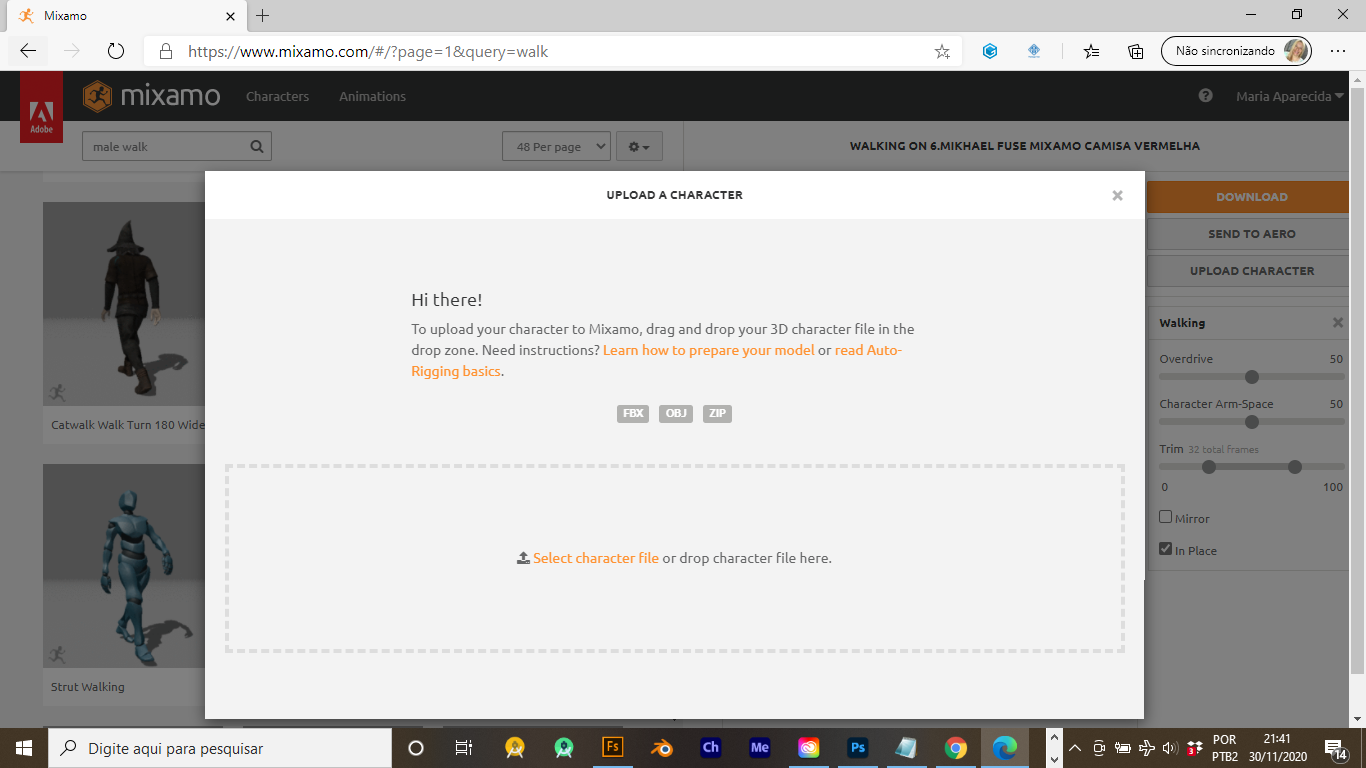 Mixamo
https://www.mixamo.com/#/?page=1&query=walk
Não sincronizando
Adobe
mixamo
Characters
Animations
Maria Aparecida
male walk
48 Per page
WALKING ON 6.MIKHAEL FUSE MIXAMO CAMISA VERMELHA
UPLOAD A CHARACTER
Hi there!
To upload your character to Mixamo, drag and drop your 3D character file in the
drop zone. Need instructions? Learn how to prepare your model or read Auto-
Rigging basics.
FBX OBJ ZIP
Select character file or drop character file here.
Catwalk Walk Turn 180 Wide
Strut Walking
DOWNLOAD
SEND TO AERO
UPLOAD CHARACTER
Walking
Overdrive 50
Character Arm-Space 50
Trim 32 total frames
0 100
Mirror
In Place
Digite aqui para pesquisar
Fs
Ch
Me
Ps
3
POR
PTB2
21:41
30/11/2020
14